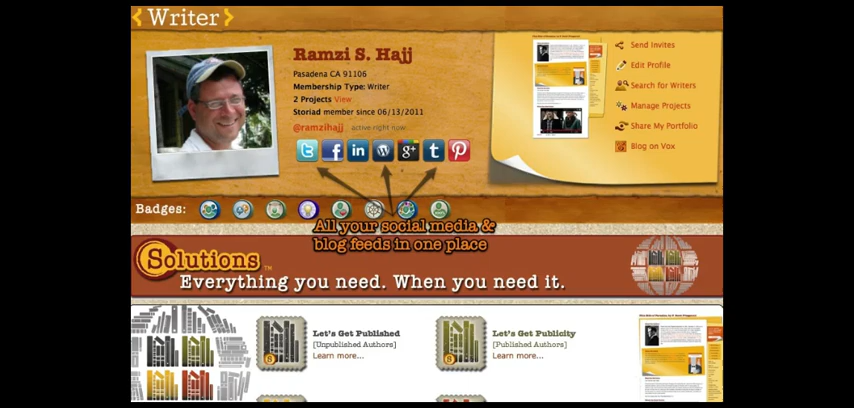 { Writer }
Ramzi S. Hajj
Pasadena CA 91106
Membership Type: Writer
2 Projects View
Storiad member since 06/13/2011
@ramzihajj active right now
Send Invites
Edit Profile
Search for Writers
Manage Projects
Share My Portfolio
Blog on Vox
Badges:
All your social media &
blog feeds in one place
Solutions TM
Everything you need. When you need it.
Let's Get Published
[Unpublished Authors]
Learn more...
Let's Get Publicity
[Published Authors]
Learn more...